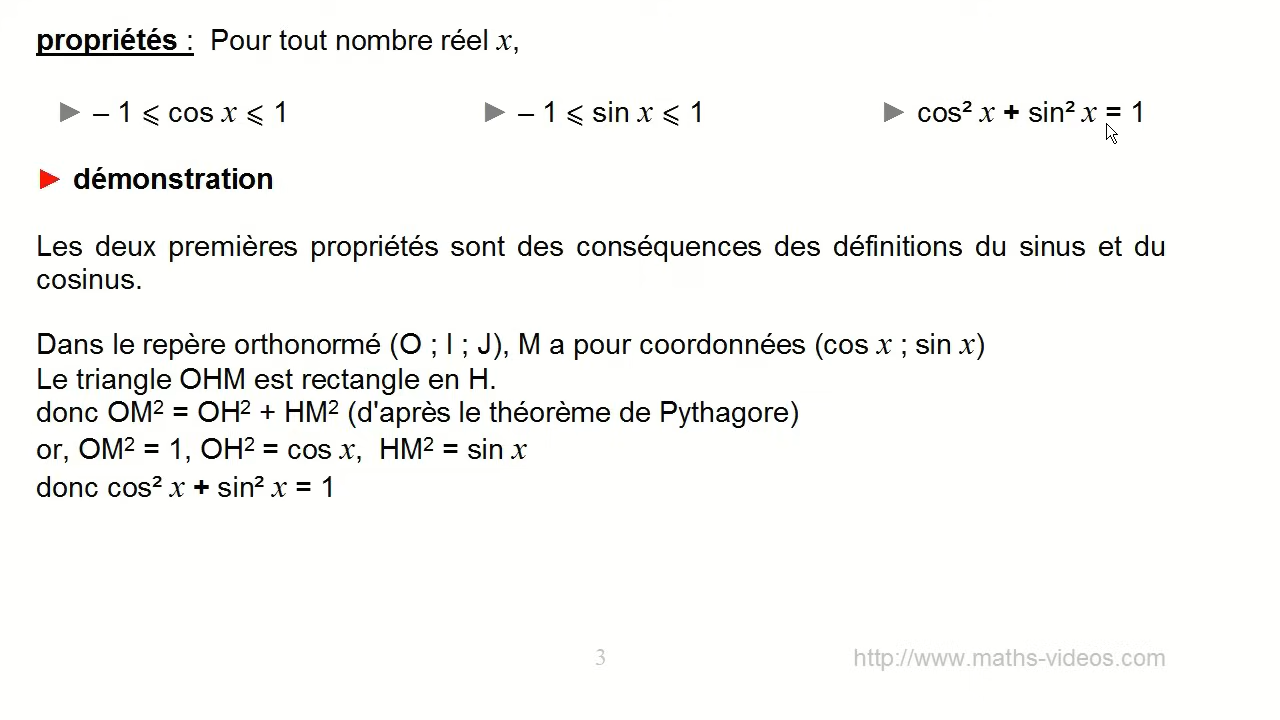 propriétés : Pour tout nombre réel x,
► – 1 ⩽ cos x ⩽ 1 ► – 1 ⩽ sin x ⩽ 1 ► cos² x + sin² x = 1
► démonstration
Les deux premières propriétés sont des conséquences des définitions du sinus et du
cosinus.
Dans le repère orthonormé (O ; I ; J), M a pour coordonnées (cos x ; sin x)
Le triangle OHM est rectangle en H.
donc OM² = OH² + HM² (d'après le théorème de Pythagore)
or, OM² = 1, OH² = cos x, HM² = sin x
donc cos² x + sin² x = 1
3
http://www.maths-videos.com